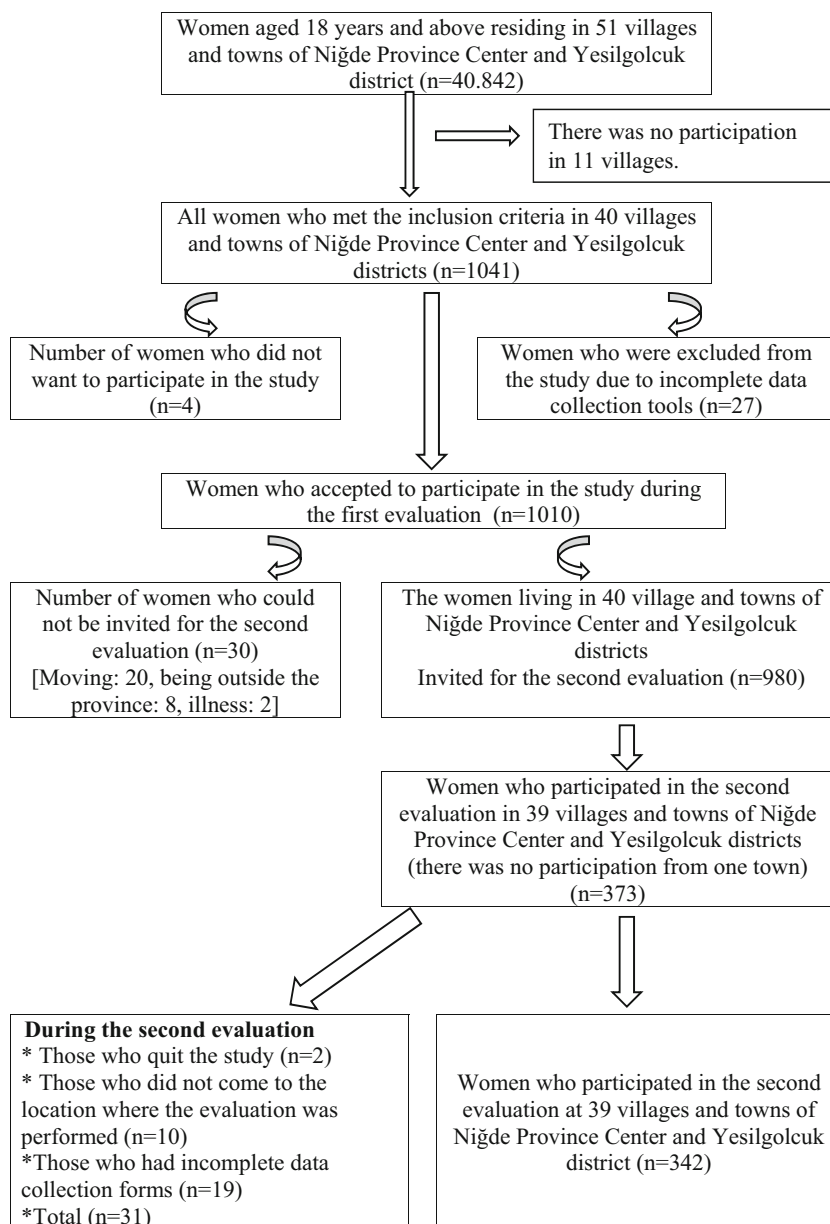 Women aged 18 years and above residing in 51 villages
and towns of Niğde Province Center and Yesilgolcuk
district (n=40.842)
There was no participation
in 11 villages.
All women who met the inclusion criteria in 40 villages
and towns of Niğde Province Center and Yesilgolcuk
districts (n=1041)
Number of women who did not
want to participate in the study
(n=4)
Women who were excluded from
the study due to incomplete data
collection tools (n=27)
Women who accepted to participate in the study during
the first evaluation (n=1010)
Number of women who could
not be invited for the second
evaluation (n=30)
[Moving: 20, being outside the
province: 8, illness: 2]
The women living in 40 village and towns of
Niğde Province Center and Yesilgolcuk
districts
Invited for the second evaluation (n=980)
Women who participated in the second
evaluation in 39 villages and towns of Niğde
Province Center and Yesilgolcuk districts
(there was no participation from one town)
(n=373)
During the second evaluation
* Those who quit the study (n=2)
* Those who did not come to the
location where the evaluation was
performed (n=10)
*Those who had incomplete data
collection forms (n=19)
*Total (n=31)
Women who participated in the second
evaluation at 39 villages and towns of
Niğde Province Center and Yesilgolcuk
district (n=342)